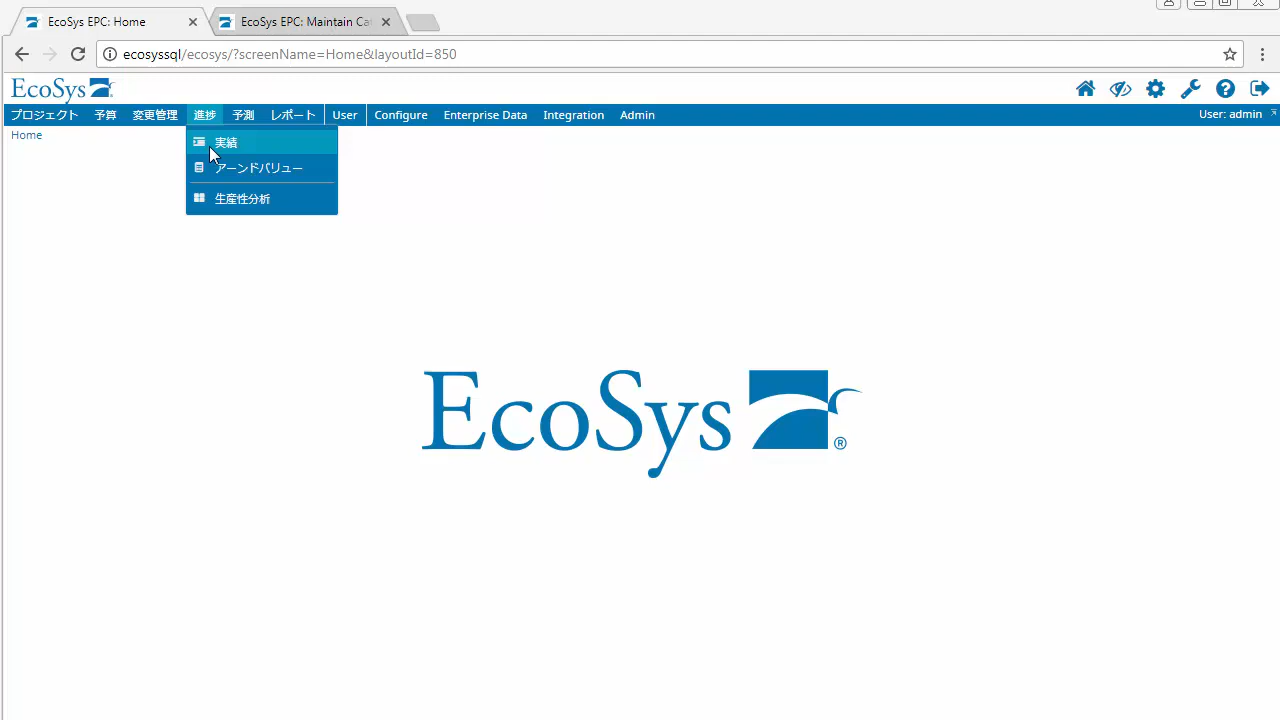 EcoSys EPC: Home
EcoSys EPC: Maintain Ca
ecosyssql/ecosys/?screenName=Home&layoutId=850
EcoSys
プロジェクト 予算 変更管理 進捗 予測 レポート User Configure Enterprise Data Integration Admin User: admin
Home
実績
アーンドバリュー
生産性分析
EcoSys ®